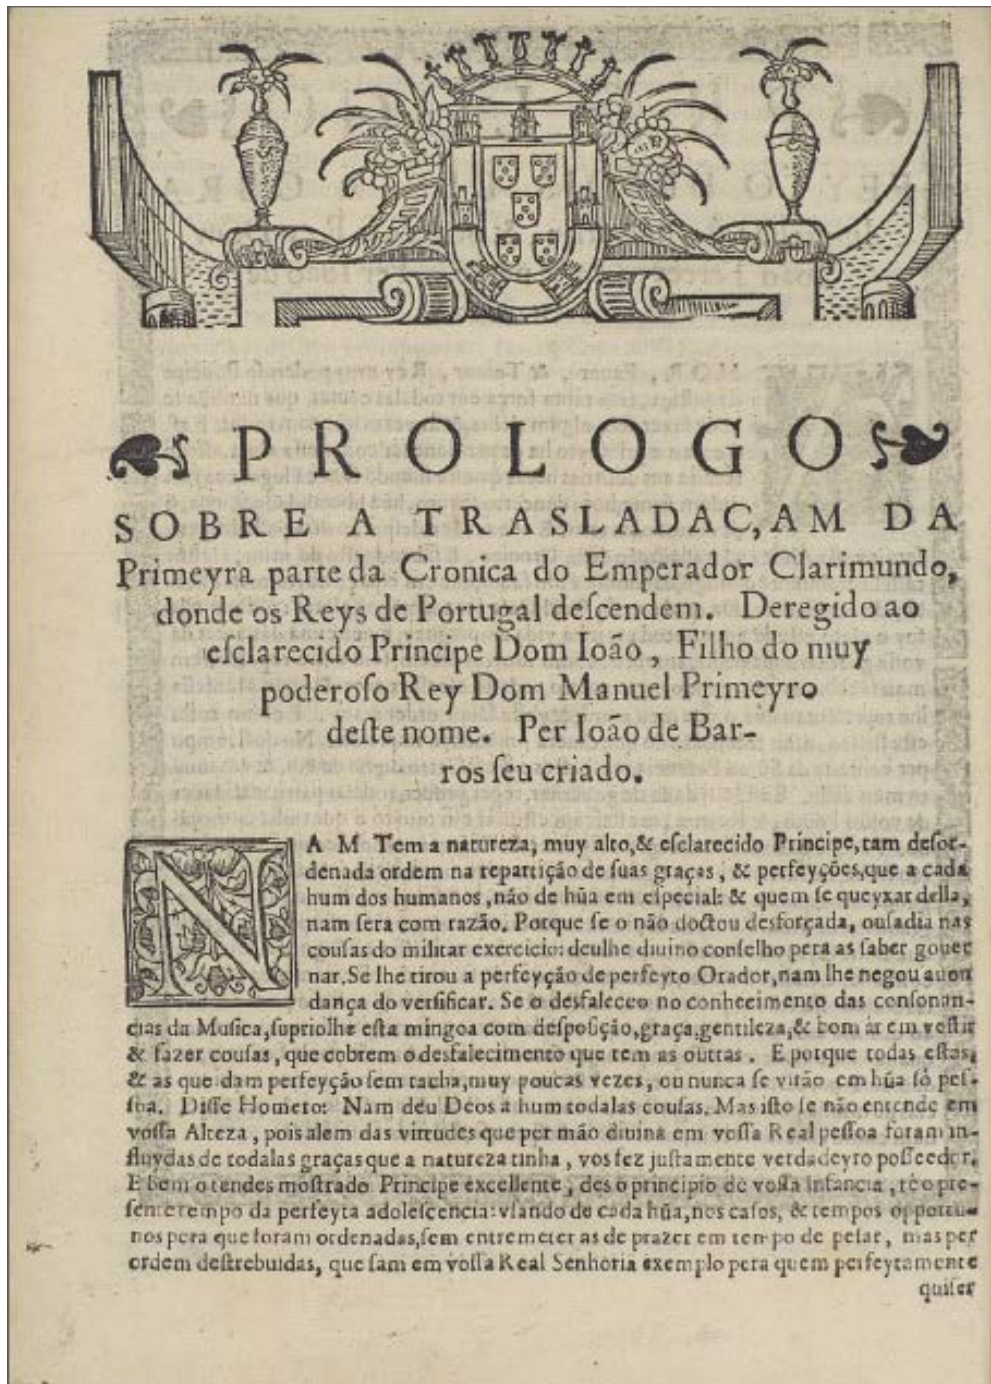 PROLOGO
SOBRE A TRASLADAC,AM DA
Primeyra parte da Cronica do Emperador Clarimundo,
donde os Reys de Portugal deſcendem. Deregido ao
eſclarecido Principe Dom Ioão, Filho do muy
poderoſo Rey Dom Manuel Primeyro
deſte nome. Per Ioão de Bar-
ros ſeu criado.
NAM Tem a natureza, muy alto, & eſclarecido Principe, tam deſor-
denada ordem na repartição de ſuas graças, & perfeyções, que a cada
hum dos humanos, não de hũa em eſpecial: & quem ſe queyxar della,
nam ſera com razão. Porque ſe o não doctou desforçada, ouſadia nas
couſas do militar exercicio: deulhe diuino conſelho pera as ſaber gouer
nar. Se lhe tirou a perfeyção de perfeyto Orador, nam lhe negou auon
dança do verſificar. Se o desfaleceo no conhecimento das conſonan-
cias da Muſica, ſupriolhe eſta mingoa com deſpoſição, graça, gentileza, & bom ar em veſtir
& fazer couſas, que cobrem o desfalecimento que tem as outras. E porque todas eſtas,
& as que dam perfeyção ſem tacha, muy poucas vezes, ou nunca ſe virão em hũa ſò peſ-
ſoa. Diſſe Homero: Nam deu Deos a hum todalas couſas. Mas iſto ſe não entende em
voſſa Alteza, pois alem das virtudes que per mão diuina em voſſa Real peſſoa foram in-
fluydas de todalas graças que a natureza tinha, vos fez juſtamente verdadeyro poſſeedor.
E bem o tendes moſtrado Principe excellente, des o principio de voſſa infancia, tè o pre-
ſente tempo da perfeyta adoleſcencia: vſando de cada hũa, nos caſos, & tempos opportu-
nos pera que foram ordenadas, ſem entremeter as de prazer em tempo de peſar, mas per
ordem deſtrebuidas, que ſam em voſſa Real Senhoria exemplo pera quem perfeytamente
quiſer